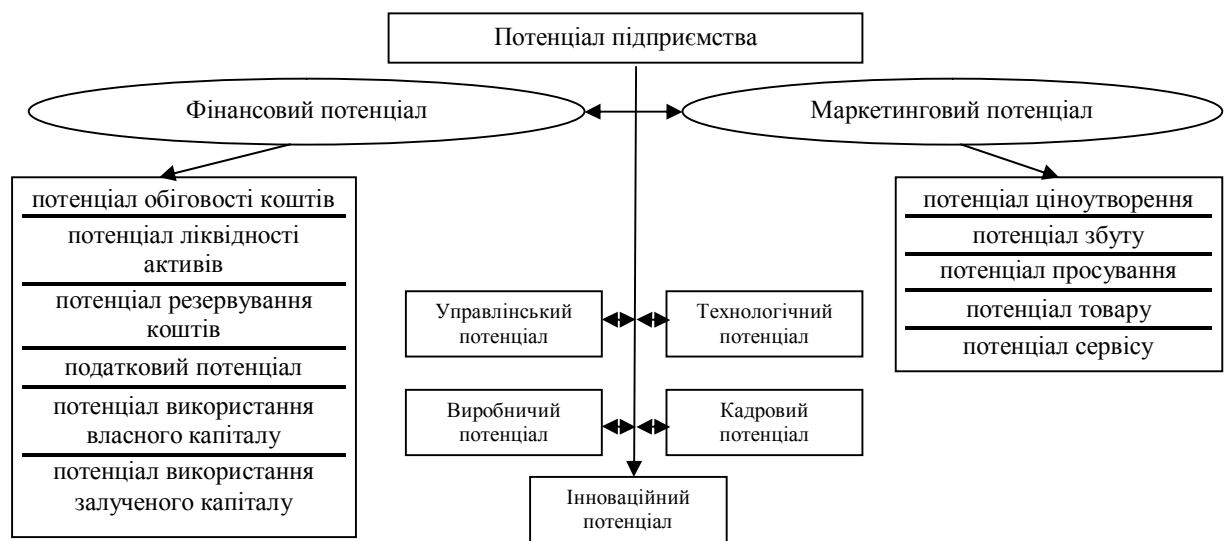 Потенціал підприємства
Фінансовий потенціал
Маркетинговий потенціал
потенціал обіговості коштів
потенціал ліквідності
активів
потенціал резервування
коштів
податковий потенціал
потенціал використання
власного капіталу
потенціал використання
залученого капіталу
потенціал ціноутворення
потенціал збуту
потенціал просування
потенціал товару
потенціал сервісу
Управлінський
потенціал
Технологічний
потенціал
Виробничий
потенціал
Кадровий
потенціал
Інноваційний
потенціал